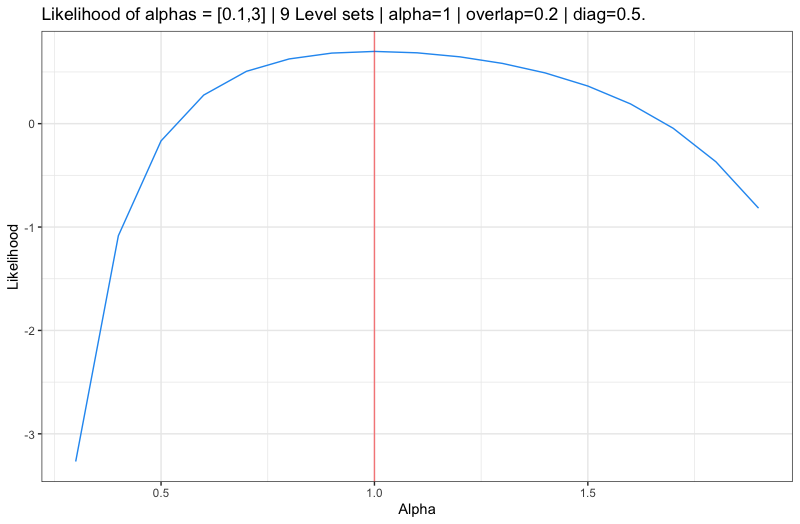 Likelihood of alphas = [0.1,3] | 9 Level sets | alpha=1 | overlap=0.2 | diag=0.5.
Likelihood
0
-1
-2
-3
0.5
1.0
1.5
Alpha